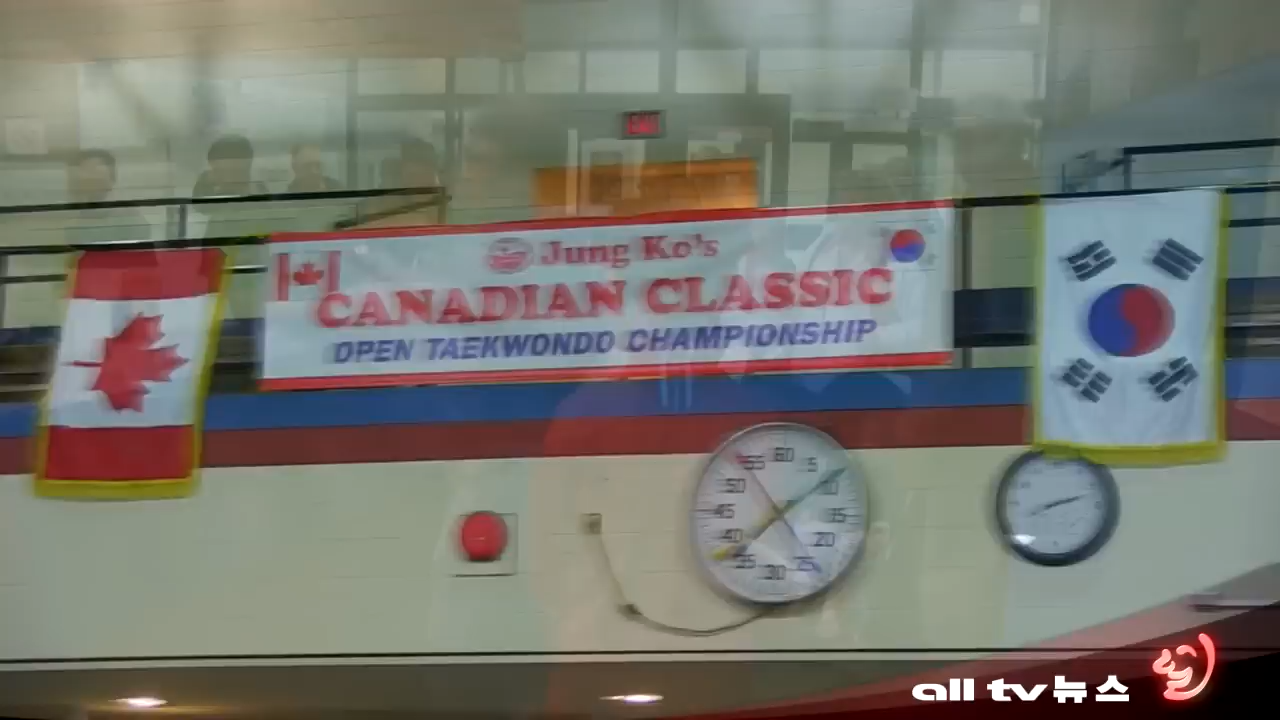 EXIT
Jung Ko's
CANADIAN CLASSIC
OPEN TAEKWONDO CHAMPIONSHIP
60
55 5
50 10
45 15
40 20
35 25
30
all tv뉴스